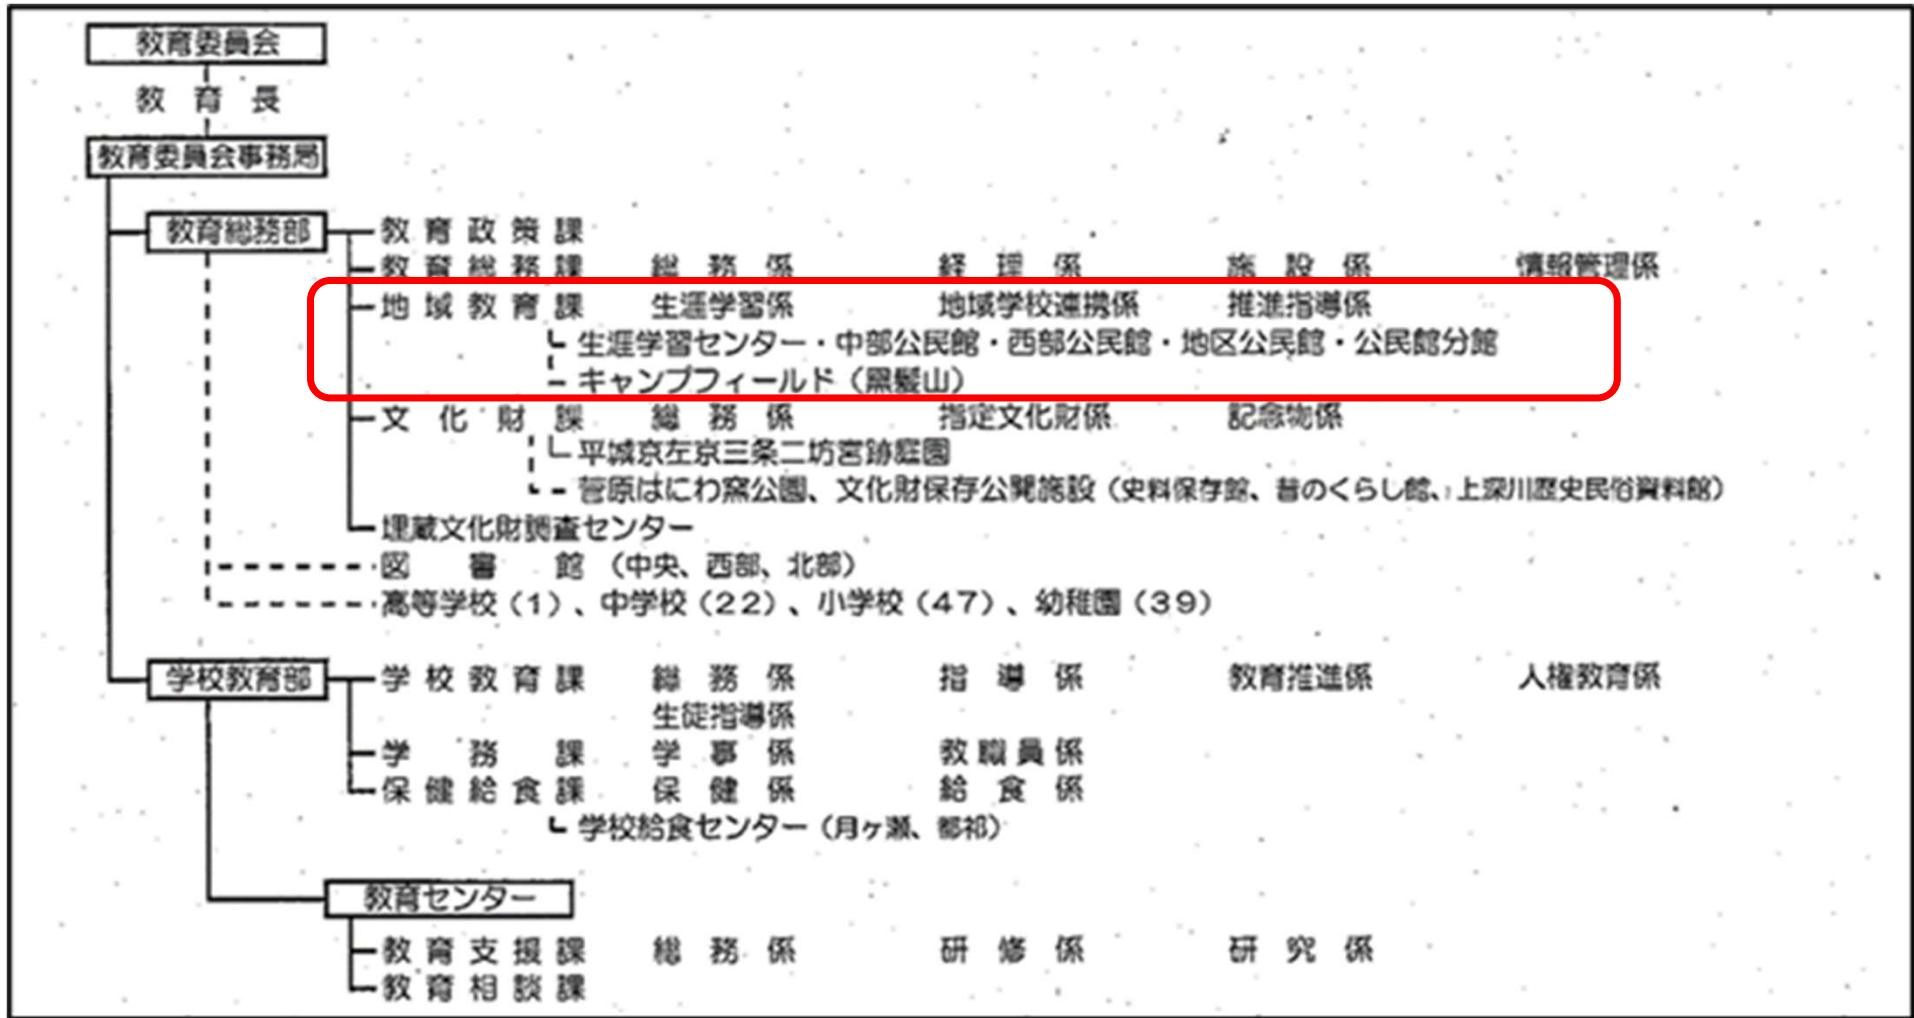 教育委員会
教育長
教育委員会事務局
教育総務部 教育政策課
教育総務課 総務係 経理係 施設係 情報管理係
地域教育課 生涯学習係 地域学校連携係 推進指導係
生涯学習センター・中部公民館・西部公民館・地区公民館・公民館分館
キャンプフィールド（黒髪山）
文化財課 総務係 指定文化財係 記念物係
平城京左京三条二坊宮跡庭園
菅原はにわ窯公園、文化財保存公開施設（史料保存館、昔のくらし館、上深川歴史民俗資料館）
埋蔵文化財調査センター
図書館（中央、西部、北部）
高等学校（1）、中学校（22）、小学校（47）、幼稚園（39）
学校教育部 学校教育課 総務係 指導係 教育推進係 人権教育係
生徒指導係
学務課 学事係 教職員係
保健給食課 保健係 給食係
学校給食センター（月ヶ瀬、都祁）
教育センター
教育支援課 総務係 研修係 研究係
教育相談課